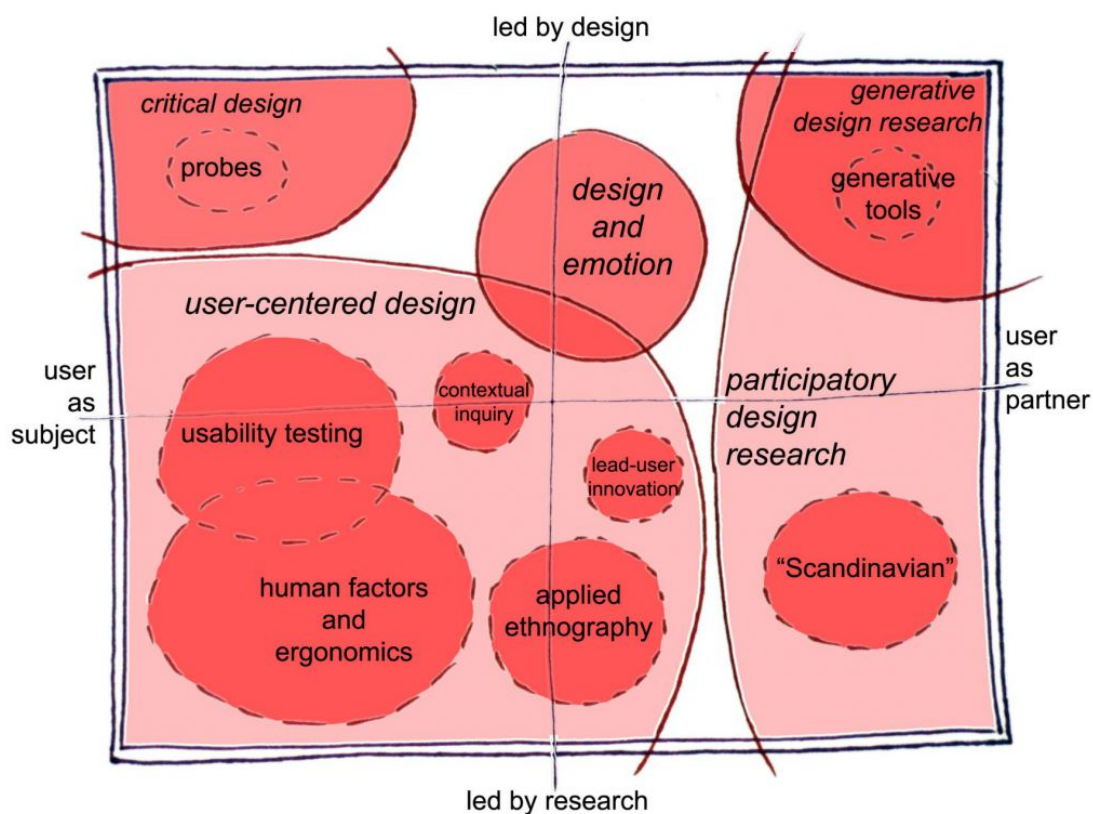 led by design
critical design
probes
generative
design research
generative
tools
design
and
emotion
user-centered design
user
as
subject
user
as
partner
contextual
inquiry
participatory
design
research
usability testing
lead-user
innovation
human factors
and
ergonomics
applied
ethnography
“Scandinavian”
led by research